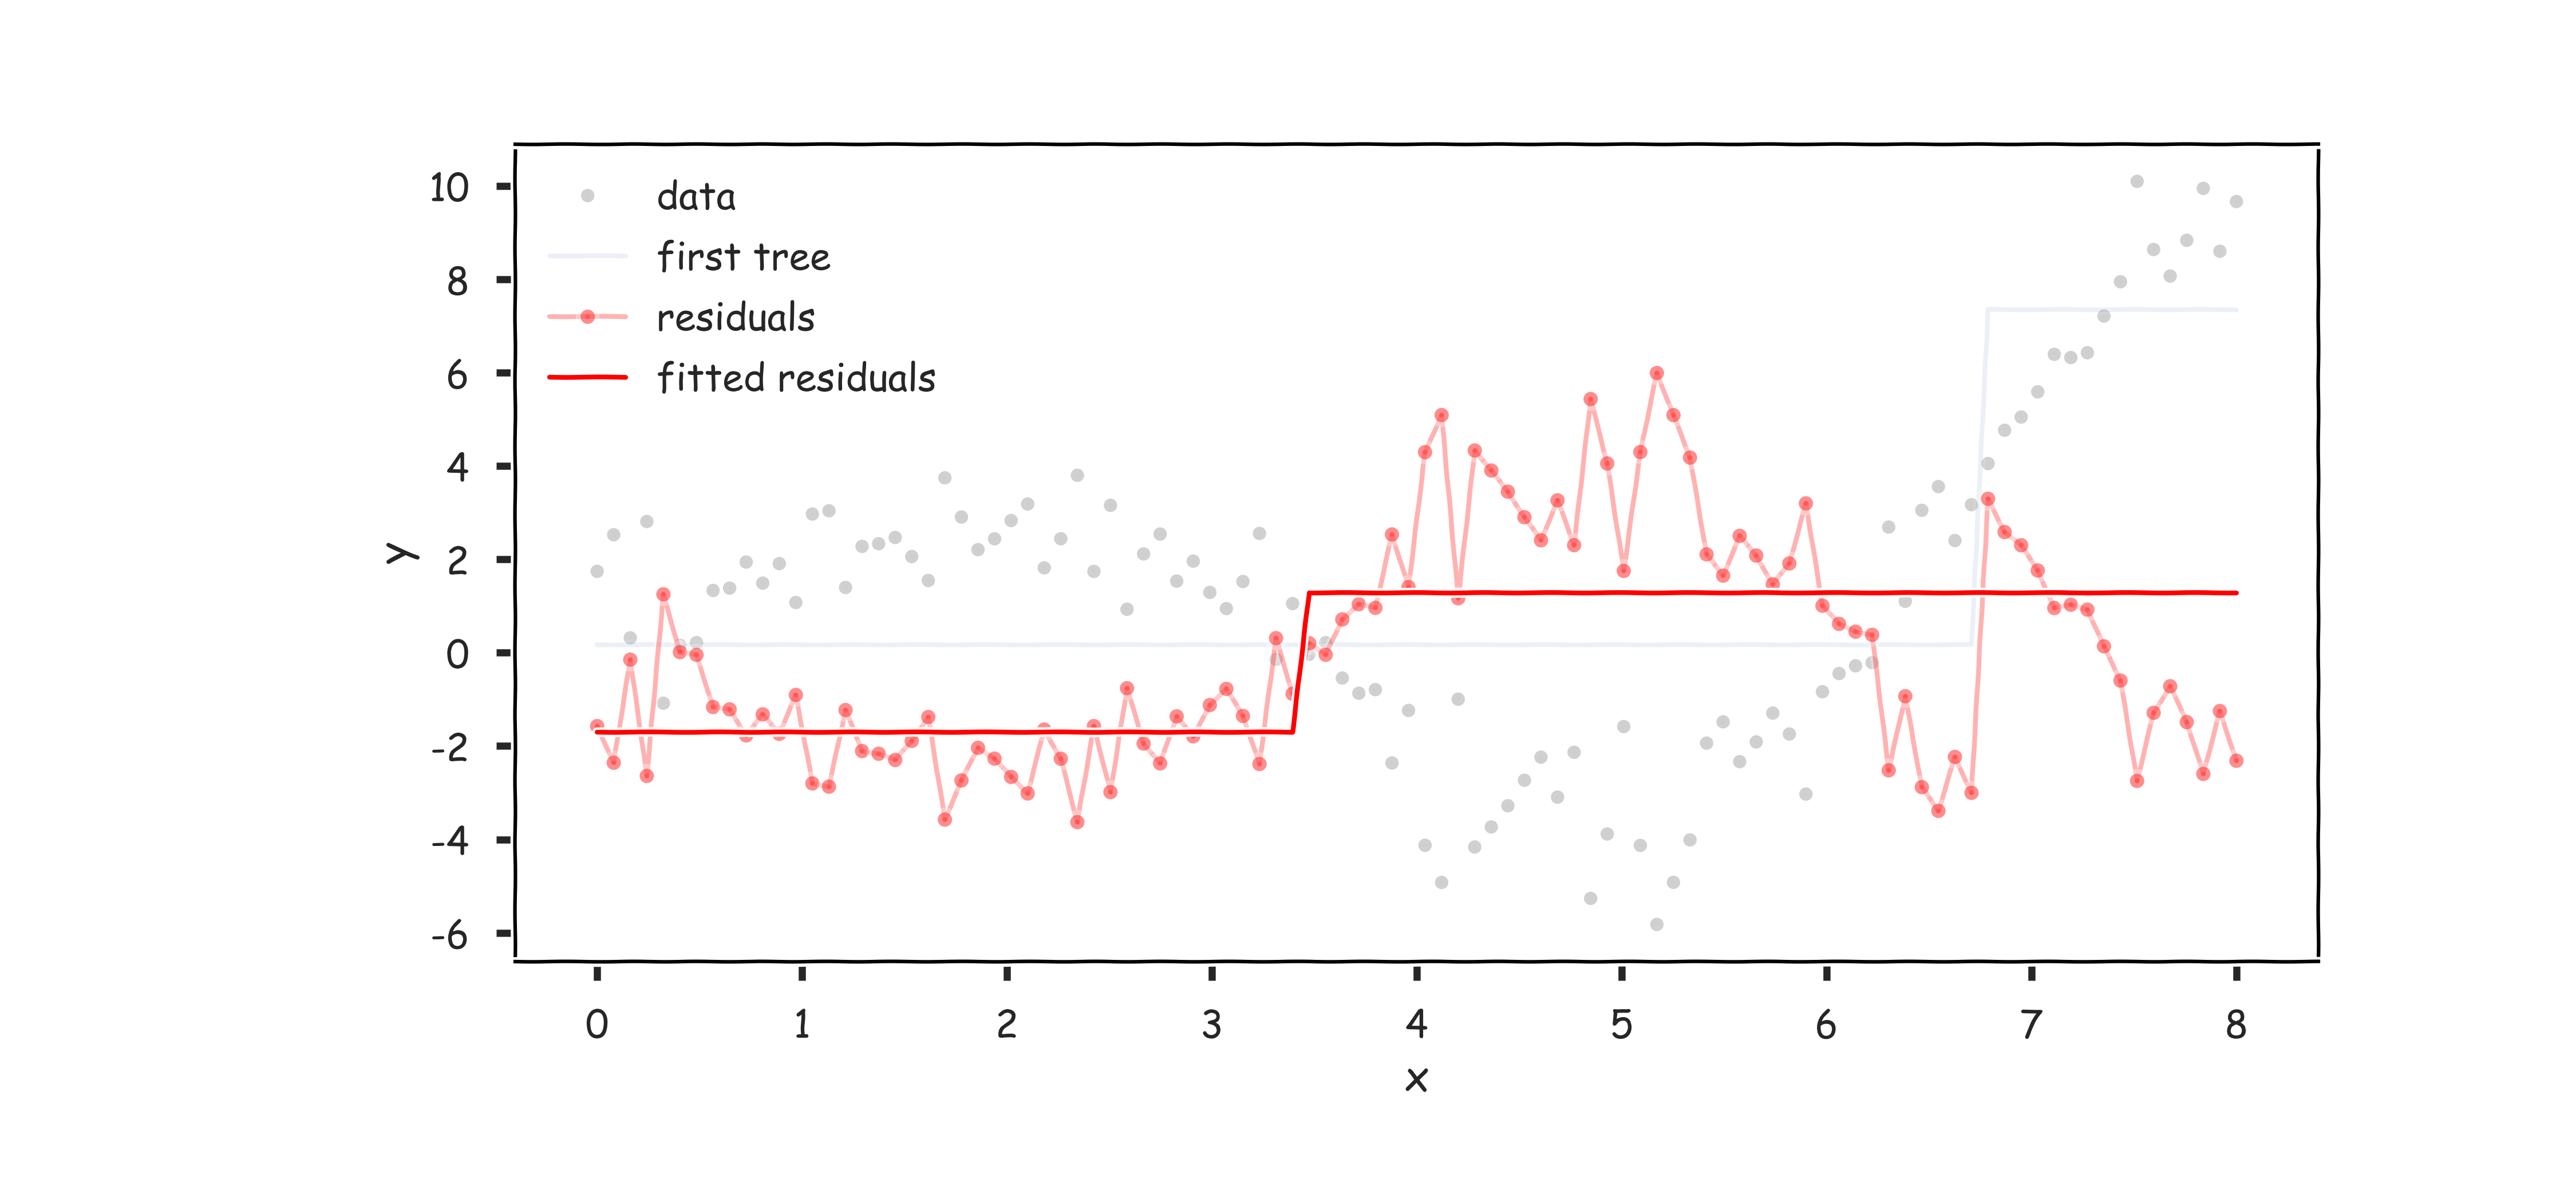 data
first tree
residuals
fitted residuals
10
8
6
4
2
0
-2
-4
-6
y
0 1 2 3 4 5 6 7 8
x